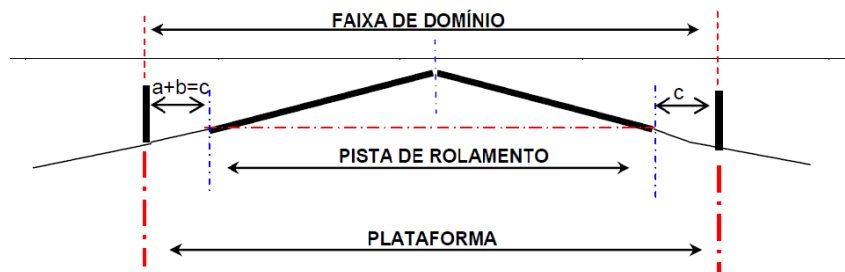 FAIXA DE DOMÍNIO
a+b=c
c
PISTA DE ROLAMENTO
PLATAFORMA